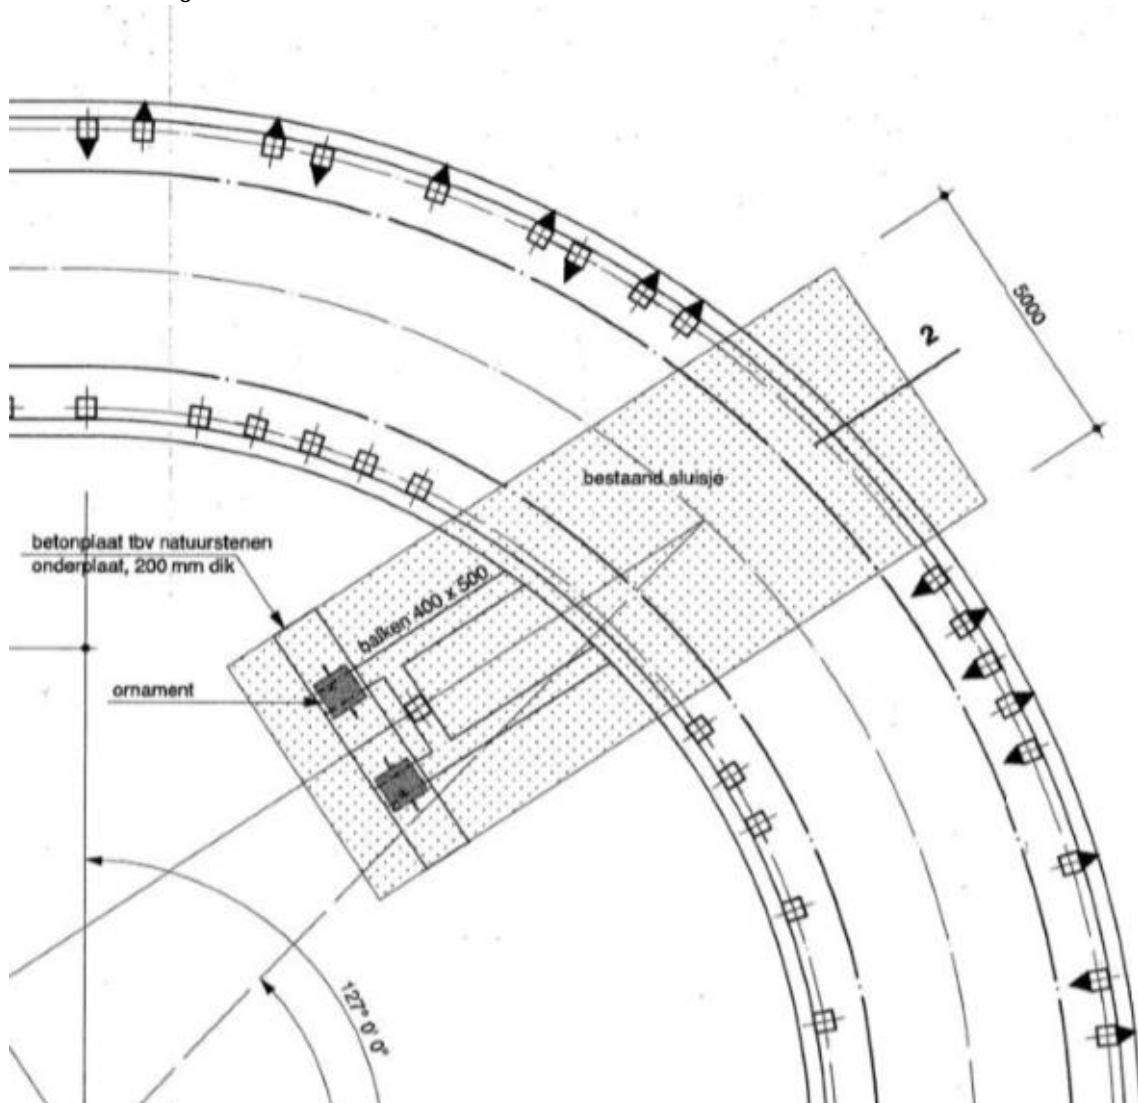 5000
2
bestaand sluisje
betonplaat tbv natuurstenen
onderplaat, 200 mm dik
balken 400 x 500
ornament
127° 0' 0"